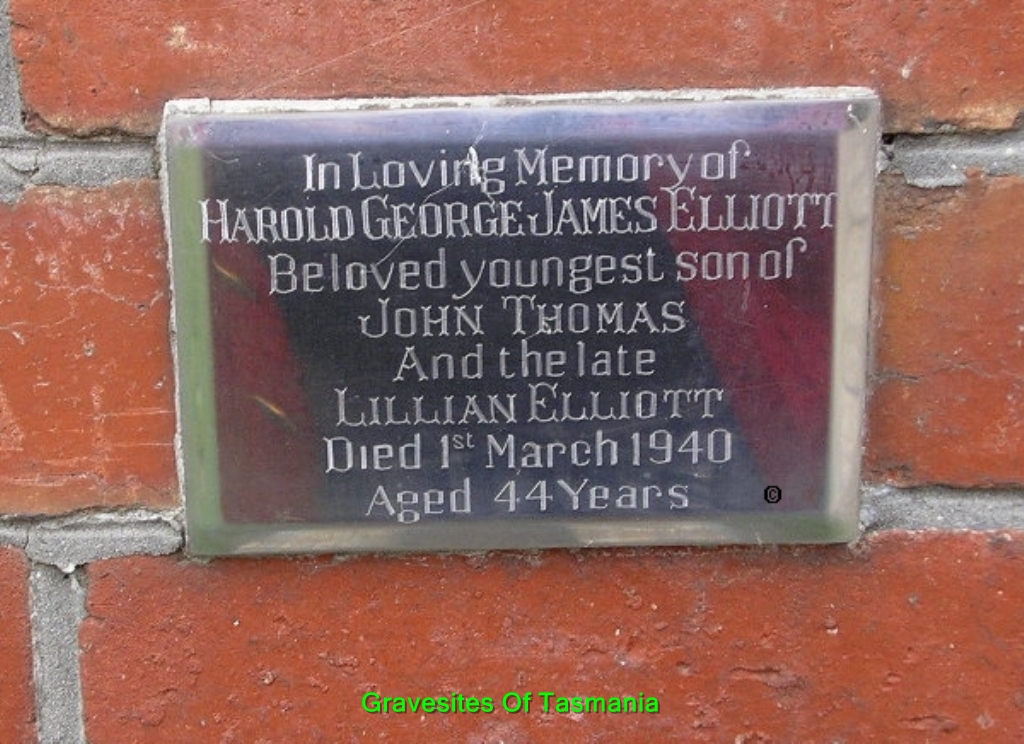 In Loving Memory of
HAROLD GEORGE JAMES ELLIOTT
Beloved youngest son of
JOHN THOMAS
And the late
LILLIAN ELLIOTT
Died 1st March 1940
Aged 44 Years
©
Gravesites Of Tasmania